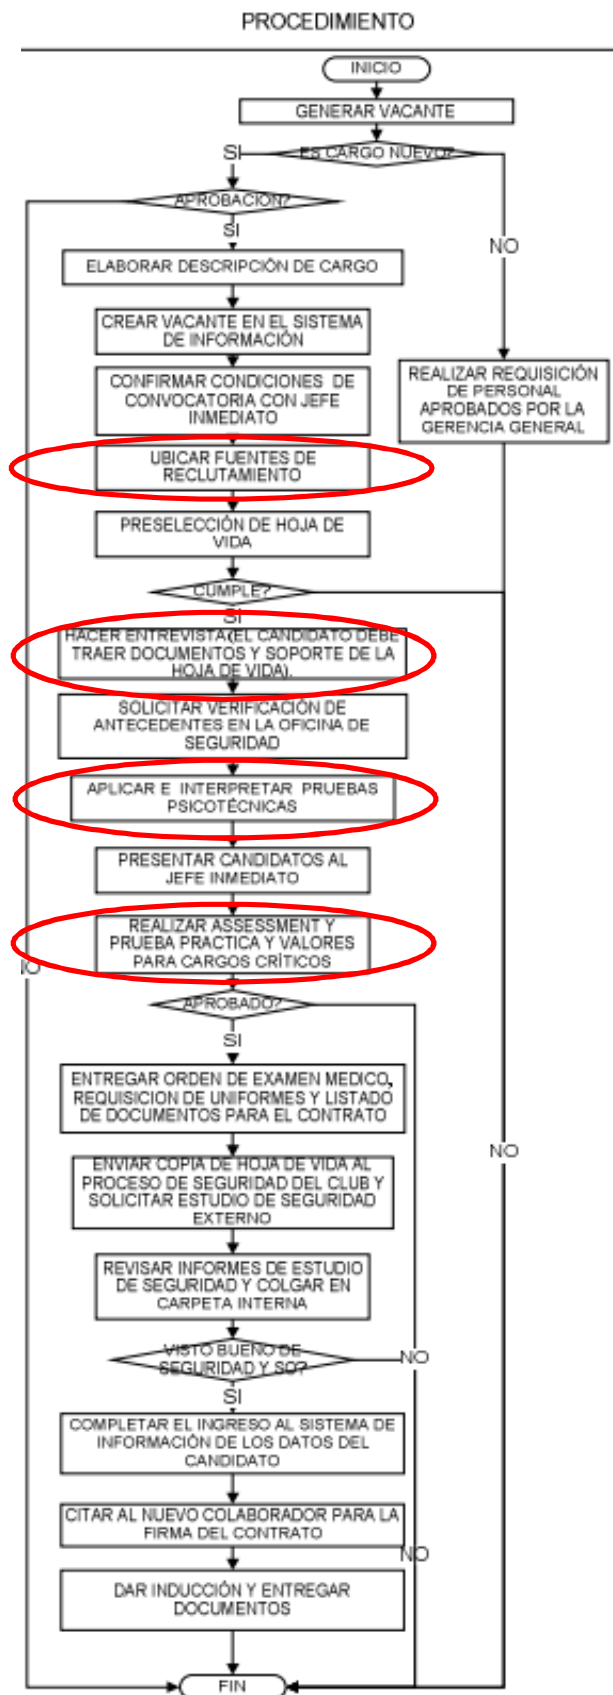 PROCEDIMIENTO
INICIO
GENERAR VACANTE
ES CARGO NUEVO?
SI
APROBACIÓN?
SI
NO
ELABORAR DESCRIPCIÓN DE CARGO
CREAR VACANTE EN EL SISTEMA
DE INFORMACIÓN
CONFIRMAR CONDICIONES DE
CONVOCATORIA CON JEFE
INMEDIATO
REALIZAR REQUISICIÓN
DE PERSONAL
APROBADOS POR LA
GERENCIA GENERAL
UBICAR FUENTES DE
RECLUTAMIENTO
PRESELECCIÓN DE HOJA DE
VIDA
CUMPLE?
SI
HACER ENTREVISTA(EL CANDIDATO DEBE
TRAER DOCUMENTOS Y SOPORTE DE LA
HOJA DE VIDA).
SOLICITAR VERIFICACIÓN DE
ANTECEDENTES EN LA OFICINA DE
SEGURIDAD
APLICAR E INTERPRETAR PRUEBAS
PSICOTÉCNICAS
PRESENTAR CANDIDATOS AL
JEFE INMEDIATO
REALIZAR ASSESSMENT Y
PRUEBA PRACTICA Y VALORES
PARA CARGOS CRÍTICOS
NO
APROBADO?
SI
ENTREGAR ORDEN DE EXAMEN MEDICO,
REQUISICION DE UNIFORMES Y LISTADO
DE DOCUMENTOS PARA EL CONTRATO
NO
ENVIAR COPIA DE HOJA DE VIDA AL
PROCESO DE SEGURIDAD DEL CLUB Y
SOLICITAR ESTUDIO DE SEGURIDAD
EXTERNO
REVISAR INFORMES DE ESTUDIO
DE SEGURIDAD Y COLGAR EN
CARPETA INTERNA
VISTO BUENO DE
SEGURIDAD Y SO?
NO
SI
COMPLETAR EL INGRESO AL SISTEMA DE
INFORMACIÓN DE LOS DATOS DEL
CANDIDATO
CITAR AL NUEVO COLABORADOR PARA LA
FIRMA DEL CONTRATO
NO
DAR INDUCCIÓN Y ENTREGAR
DOCUMENTOS
FIN